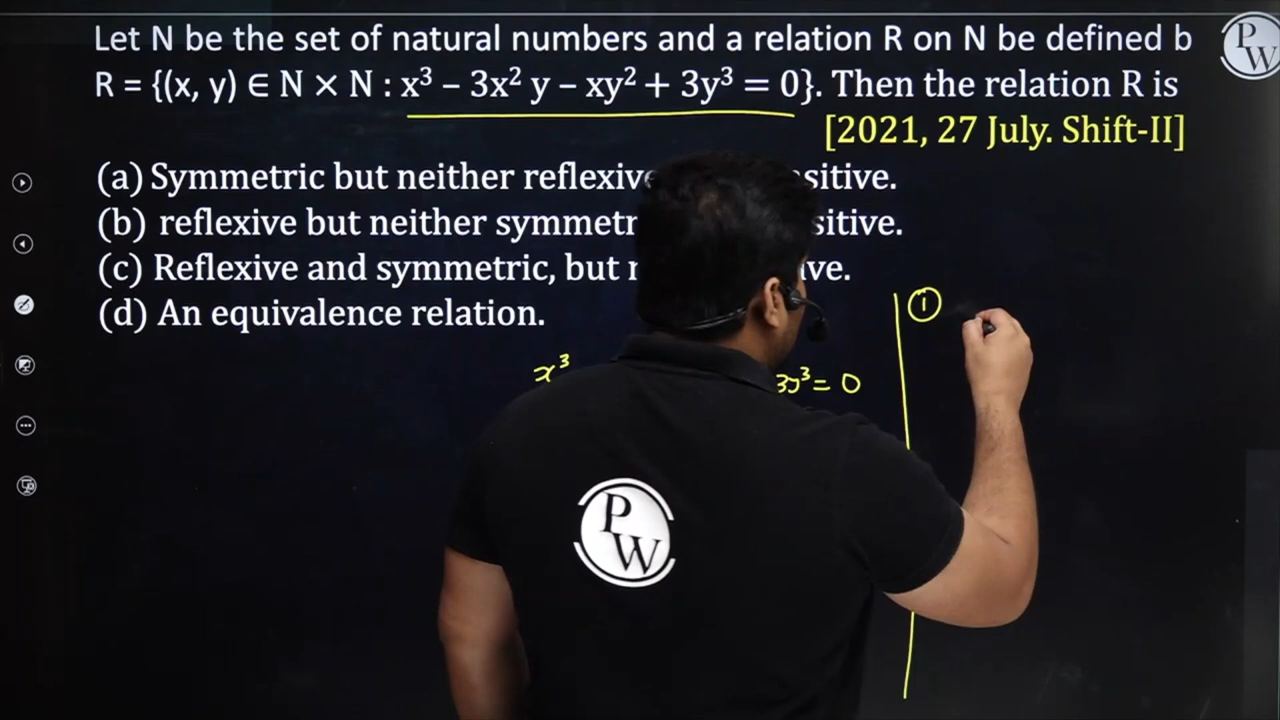 Let N be the set of natural numbers and a relation R on N be defined b
R = {(x, y) ∈ N × N : x³ – 3x² y – xy² + 3y³ = 0}. Then the relation R is
[2021, 27 July. Shift-II]
(a) Symmetric but neither reflexive sitive.
(b) reflexive but neither symmetr sitive.
(c) Reflexive and symmetric, but ive.
(d) An equivalence relation.
x³ 3y³ = 0
①
P W
P W